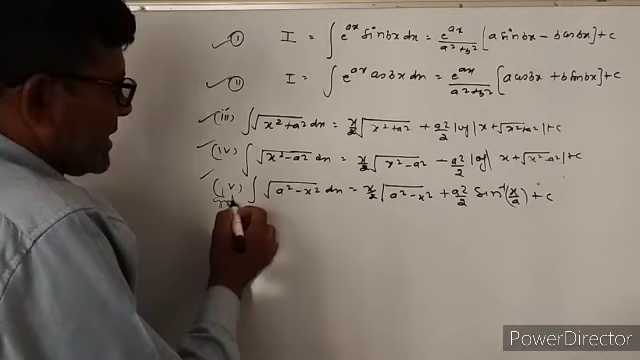 (i) I = ∫ e^ax sin bx dx = e^ax/(a²+b²) [a sin bx − b cos bx] + c
(ii) I = ∫ e^ax cos bx dx = e^ax/(a²+b²) [a cos bx + b sin bx] + c
(iii) ∫ √(x²+a²) dx = x/2 √(x²+a²) + a²/2 log |x + √(x²+a²)| + c
(iv) ∫ √(x²−a²) dx = x/2 √(x²−a²) − a²/2 log | x + √(x²−a²)| + c
(v) ∫ √(a²−x²) dx = x/2 √(a²−x²) + a²/2 sin⁻¹(x/a) + c
PowerDirector